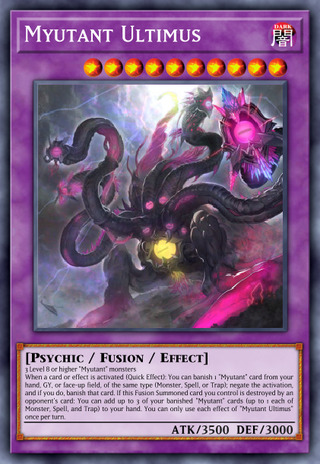 Myutant Ultimus
DARK
闇
[Psychic / Fusion / Effect]
3 Level 8 or higher "Myutant" monsters
When a card or effect is activated (Quick Effect): You can banish 1 "Myutant" card from your
hand, GY, or face-up field, of the same type (Monster, Spell, or Trap); negate the activation,
and if you do, banish that card. If this Fusion Summoned card you control is destroyed by an
opponent's card: You can add up to 3 of your banished "Myutant" cards (up to 1 each of
Monster, Spell, and Trap) to your hand. You can only use each effect of "Myutant Ultimus"
once per turn.
ATK/3500 DEF/3000